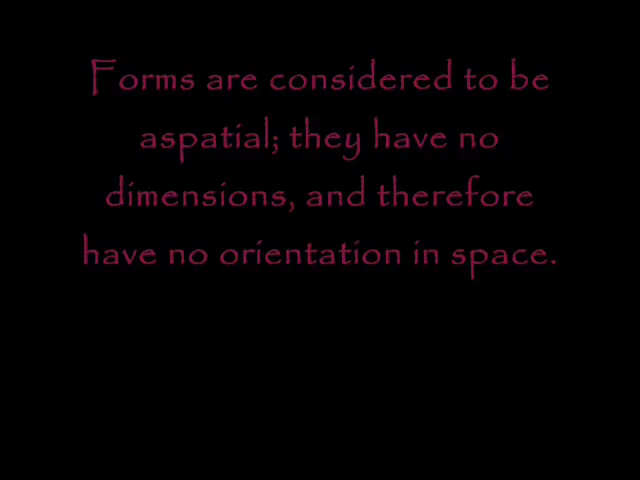 Forms are considered to be
aspatial; they have no
dimensions, and therefore
have no orientation in space.